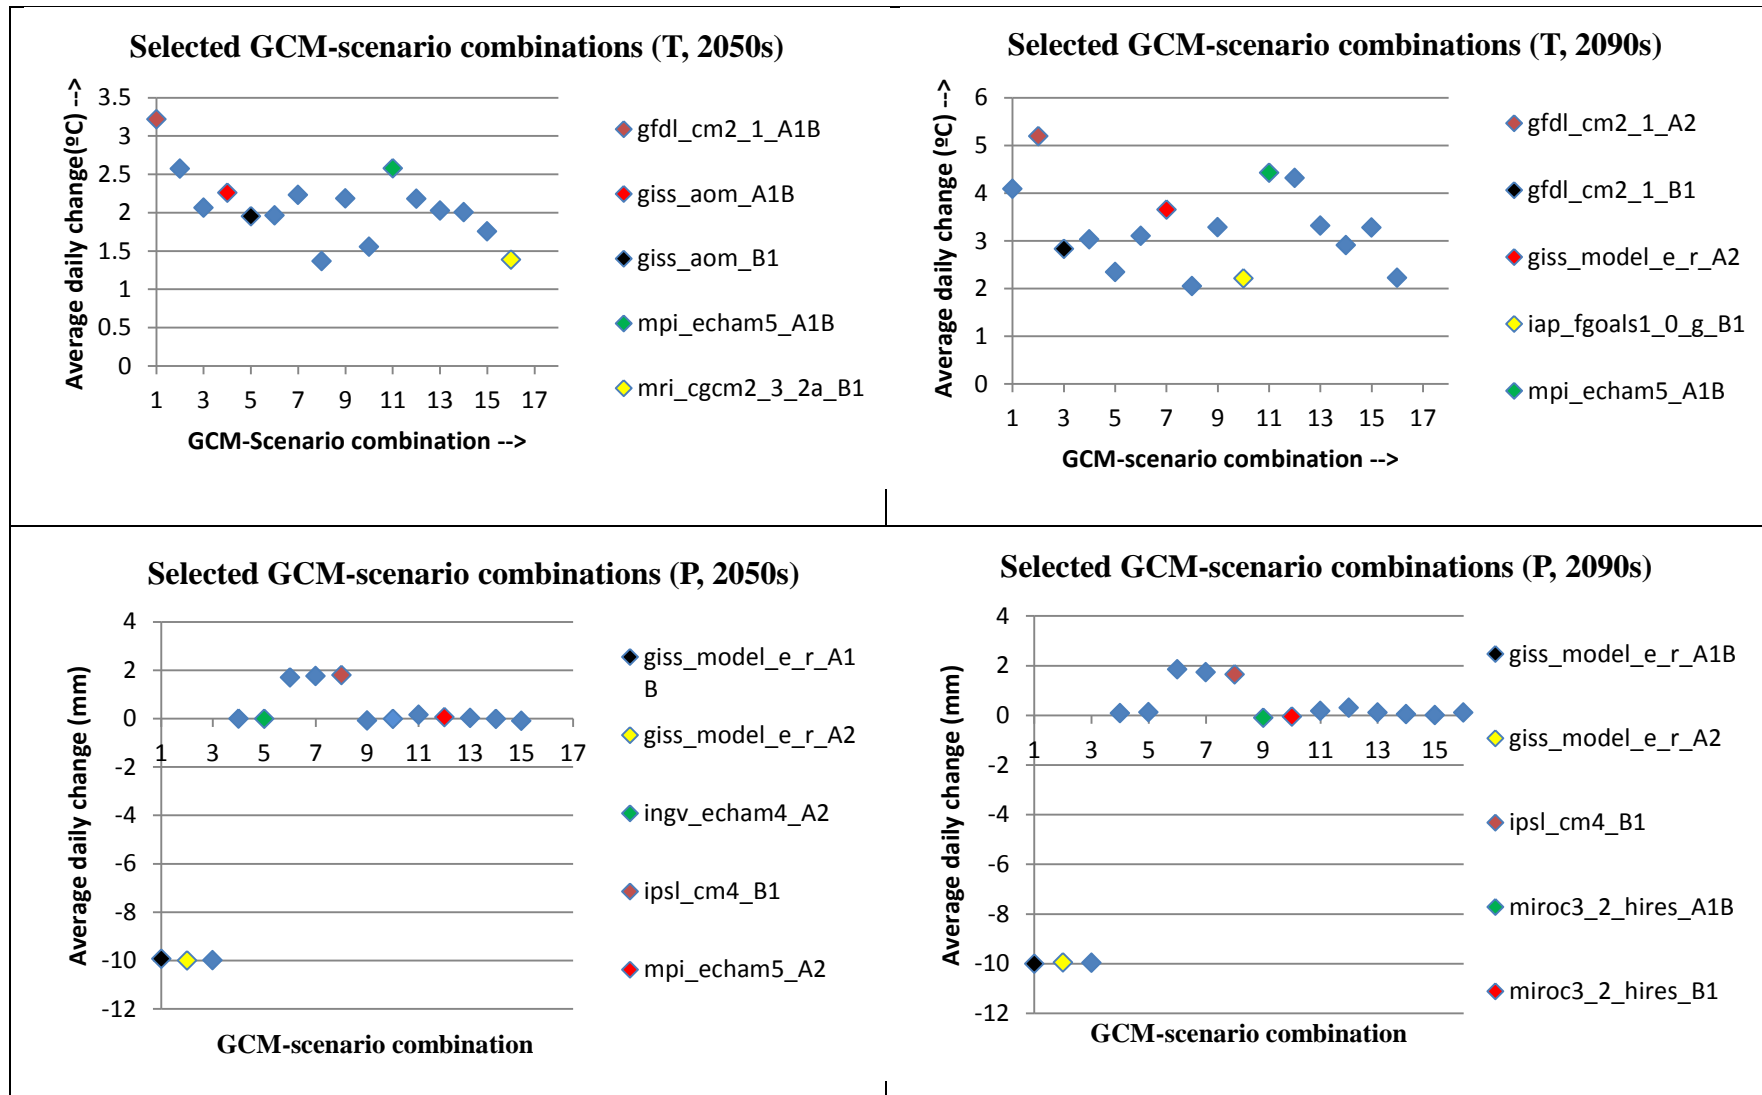 Selected GCM-scenario combinations (T, 2050s)
Average daily change(ºC) -->
3.5
3
2.5
2
1.5
1
0.5
0
1 3 5 7 9 11 13 15 17
GCM-Scenario combination -->
gfdl_cm2_1_A1B
giss_aom_A1B
giss_aom_B1
mpi_echam5_A1B
mri_cgcm2_3_2a_B1
Selected GCM-scenario combinations (T, 2090s)
Average daily change (ºC) -->
6
5
4
3
2
1
0
1 3 5 7 9 11 13 15 17
GCM-scenario combination -->
gfdl_cm2_1_A2
gfdl_cm2_1_B1
giss_model_e_r_A2
iap_fgoals1_0_g_B1
mpi_echam5_A1B
Selected GCM-scenario combinations (P, 2050s)
Average daily change (mm)
4
2
0
-2
-4
-6
-8
-10
-12
1 3 5 7 9 11 13 15 17
GCM-scenario combination
giss_model_e_r_A1
B
giss_model_e_r_A2
ingv_echam4_A2
ipsl_cm4_B1
mpi_echam5_A2
Selected GCM-scenario combinations (P, 2090s)
Average daily change (mm)
4
2
0
-2
-4
-6
-8
-10
-12
1 3 5 7 9 11 13 15
GCM-scenario combination
giss_model_e_r_A1B
giss_model_e_r_A2
ipsl_cm4_B1
miroc3_2_hires_A1B
miroc3_2_hires_B1